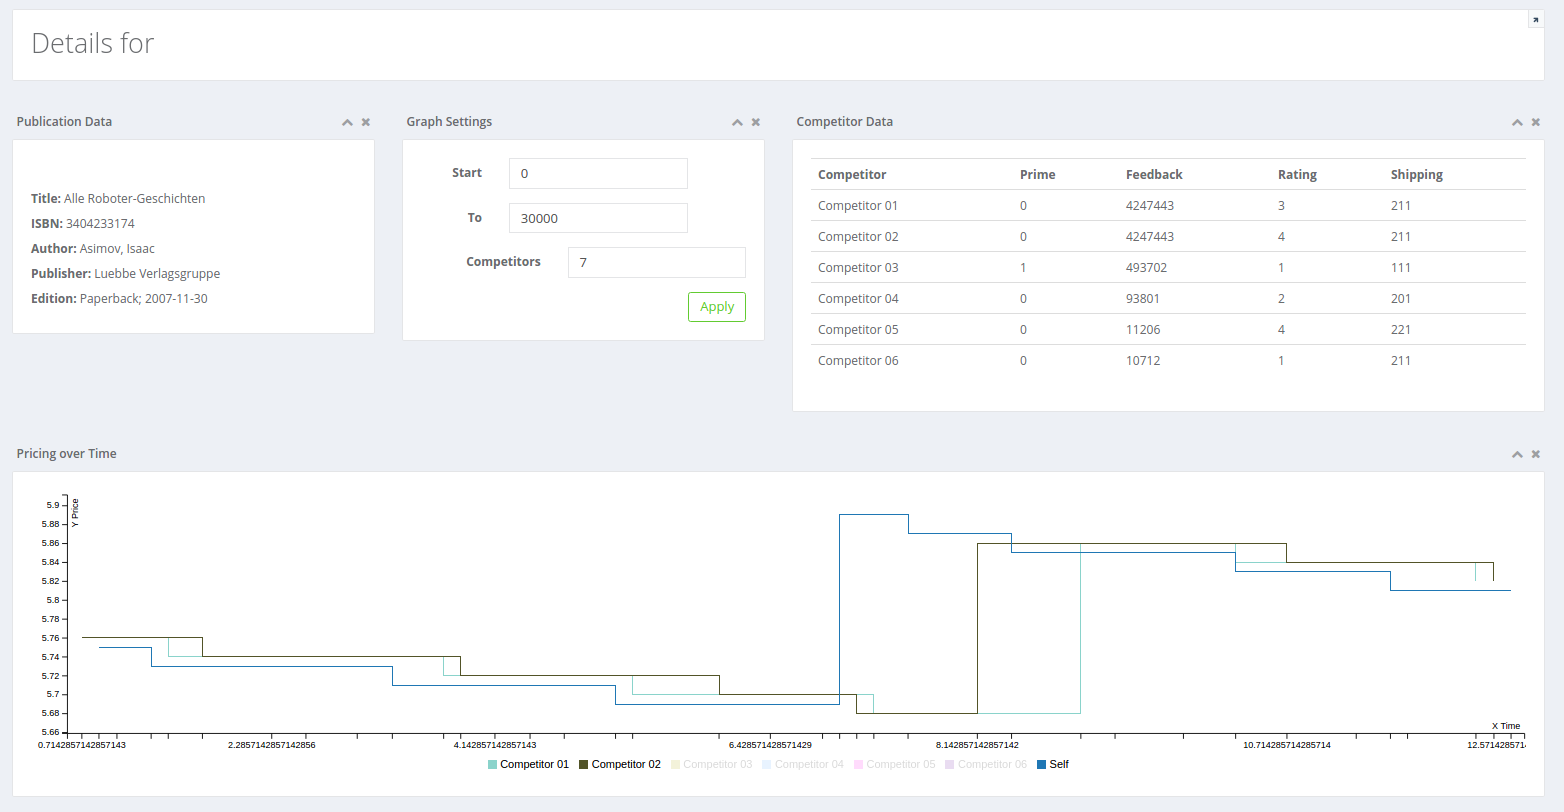 Details for
Publication Data
Title: Alle Roboter-Geschichten
ISBN: 3404233174
Author: Asimov, Isaac
Publisher: Luebbe Verlagsgruppe
Edition: Paperback; 2007-11-30
Graph Settings
Start 0
To 30000
Competitors 7
Apply
Competitor Data
Competitor Prime Feedback Rating Shipping
Competitor 01 0 4247443 3 211
Competitor 02 0 4247443 4 211
Competitor 03 1 493702 1 111
Competitor 04 0 93801 2 201
Competitor 05 0 11206 4 221
Competitor 06 0 10712 1 211
Pricing over Time
Y Price
5.9
5.88
5.86
5.84
5.82
5.8
5.78
5.76
5.74
5.72
5.7
5.68
5.66
X Time
0.7142857142857143 2.2857142857142856 4.142857142857143 6.428571428571429 8.142857142857142 10.714285714285714 12.571428571
Competitor 01 Competitor 02 Competitor 03 Competitor 04 Competitor 05 Competitor 06 Self